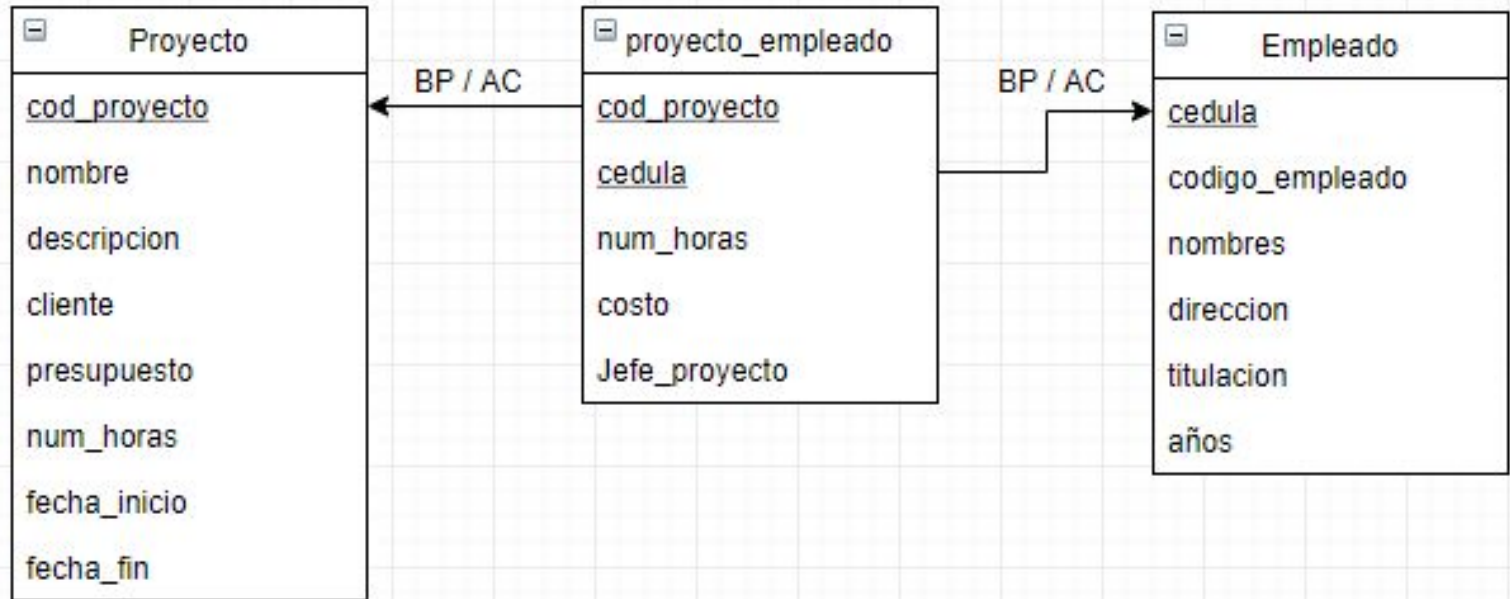 Proyecto
cod_proyecto
nombre
descripcion
cliente
presupuesto
num_horas
fecha_inicio
fecha_fin
BP / AC
proyecto_empleado
cod_proyecto
cedula
num_horas
costo
Jefe_proyecto
BP / AC
Empleado
cedula
codigo_empleado
nombres
direccion
titulacion
años